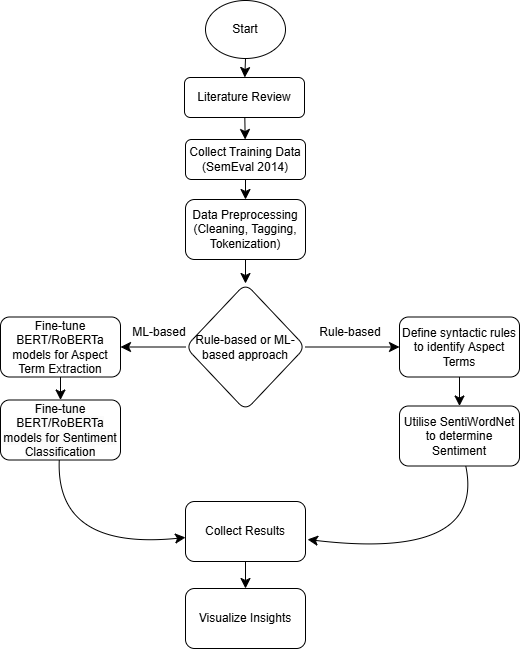 Start
Literature Review
Collect Training Data
(SemEval 2014)
Data Preprocessing
(Cleaning, Tagging,
Tokenization)
Rule-based or ML-
based approach
ML-based
Rule-based
Fine-tune
BERT/RoBERTa
models for Aspect
Term Extraction
Define syntactic rules
to identify Aspect
Terms
Fine-tune
BERT/RoBERTa
models for Sentiment
Classification
Utilise SentiWordNet
to determine
Sentiment
Collect Results
Visualize Insights